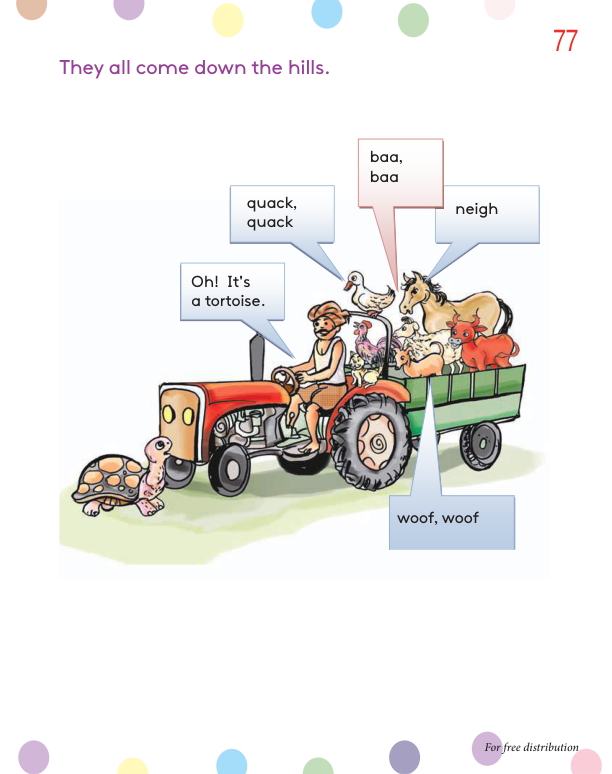 77
They all come down the hills.
baa,
baa
quack,
quack
neigh
Oh! It's
a tortoise.
woof, woof
For free distribution